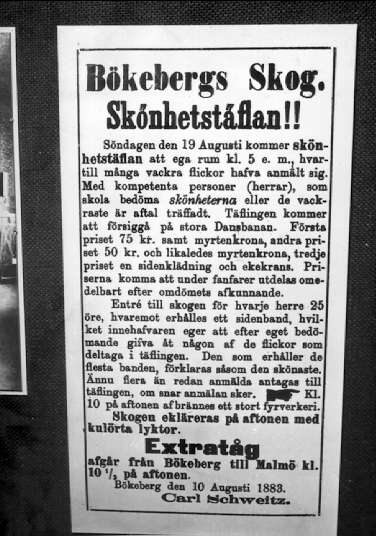 Bökebergs Skog.
Skönhetstäflan!!
Söndagen den 19 Augusti kommer skön-
hetstäflan att ega rum kl. 5 e. m., hvar-
till många vackra flickor hafva anmält sig.
Med kompetenta personer (herrar), som
skola bedöma skönheterna eller de vack-
raste är aftal träffadt. Täflingen kommer
att försiggå på stora Dansbanan. Första
priset 75 kr. samt myrtenkrona, andra pri-
set 50 kr. och likaledes myrtenkrona, tredje
priset en sidenklädning och ekekrans. Pri-
serna komma att under fanfarer utdelas ome-
delbart efter omdömets afkunnande.
Entré till skogen för hvarje herre 25
öre, hvaremot erhålles ett sidenband, hvil-
ket innehafvaren eger att efter eget bedö-
mande gifva åt någon af de flickor som
deltaga i täflingen. Den som erhåller de
flesta banden, förklaras såsom den skönaste.
Ännu flera än redan anmälda antagas till
täflingen, om snar anmälan sker. Kl.
10 på aftonen afbrännes ett stort fyrverkeri.
Skogen ekläreras på aftonen med
kulörta lyktor.
Extratåg
afgår från Bökeberg till Malmö kl.
10 1/2 på aftonen.
Bökeberg den 10 Augusti 1883.
Carl Schweitz.